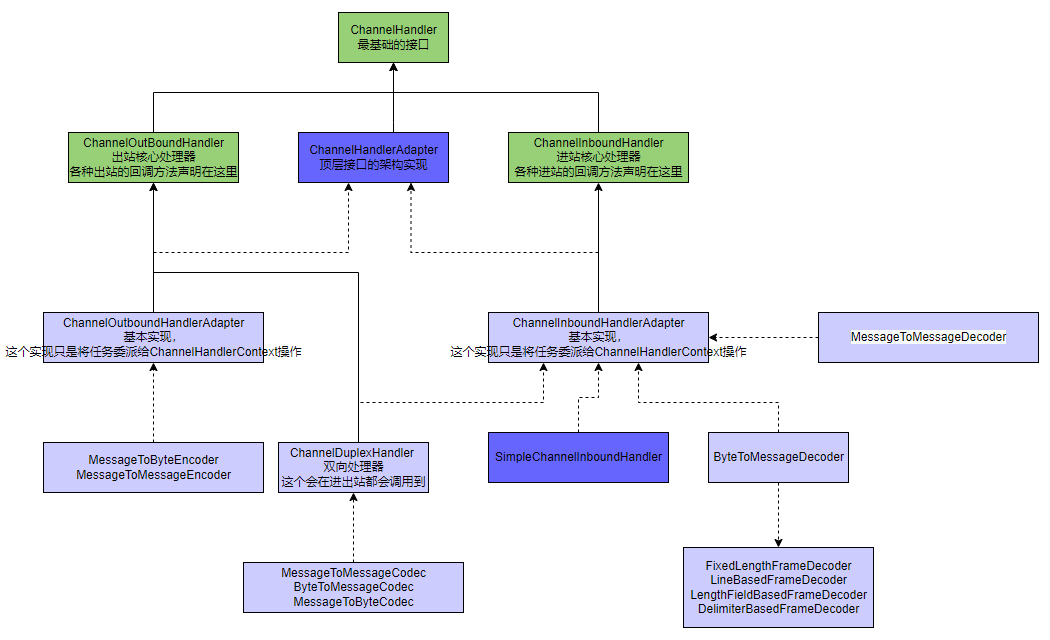 ChannelHandler
最基础的接口
ChannelOutBoundHandler
出站核心处理器
各种出站的回调方法声明在这里
ChannelHandlerAdapter
顶层接口的架构实现
ChannelInboundHandler
进站核心处理器
各种进站的回调方法声明在这里
ChannelOutboundHandlerAdapter
基本实现，
这个实现只是将任务委派给ChannelHandlerContext操作
ChannelInboundHandlerAdapter
基本实现，
这个实现只是将任务委派给ChannelHandlerContext操作
MessageToMessageDecoder
MessageToByteEncoder
MessageToMessageEncoder
ChannelDuplexHandler
双向处理器
这个会在进出站都会调用到
SimpleChannelInboundHandler
ByteToMessageDecoder
MessageToMessageCodec
ByteToMessageCodec
MessageToByteCodec
FixedLengthFrameDecoder
LineBasedFrameDecoder
LengthFieldBasedFrameDecoder
DelimiterBasedFrameDecoder